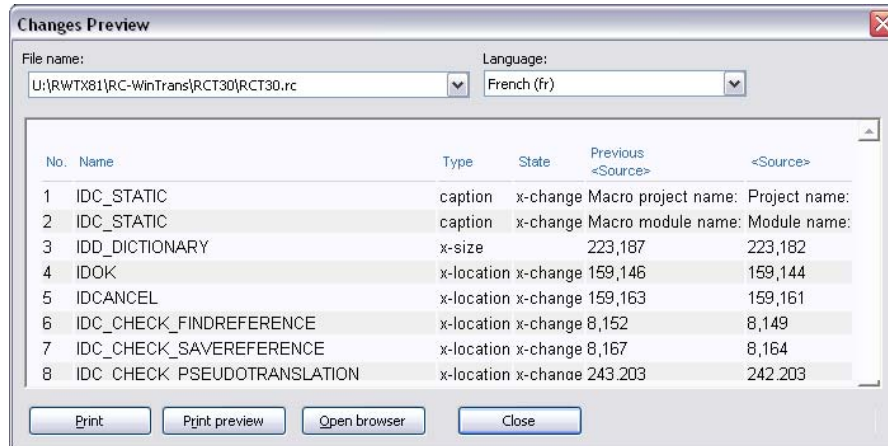 Changes Preview
File name: Language:
U:\RWTX81\RC-WinTrans\RCT30\RCT30.rc French (fr)
No. Name Type State Previous <Source> <Source>
1 IDC_STATIC caption x-change Macro project name: Project name:
2 IDC_STATIC caption x-change Macro module name: Module name:
3 IDD_DICTIONARY x-size 223,187 223,182
4 IDOK x-location x-change 159,146 159,144
5 IDCANCEL x-location x-change 159,163 159,161
6 IDC_CHECK_FINDREFERENCE x-location x-change 8,152 8,149
7 IDC_CHECK_SAVEREFERENCE x-location x-change 8,167 8,164
8 IDC_CHECK_PSEUDOTRANSLATION x-location x-change 243,203 242,203
Print Print preview Open browser Close